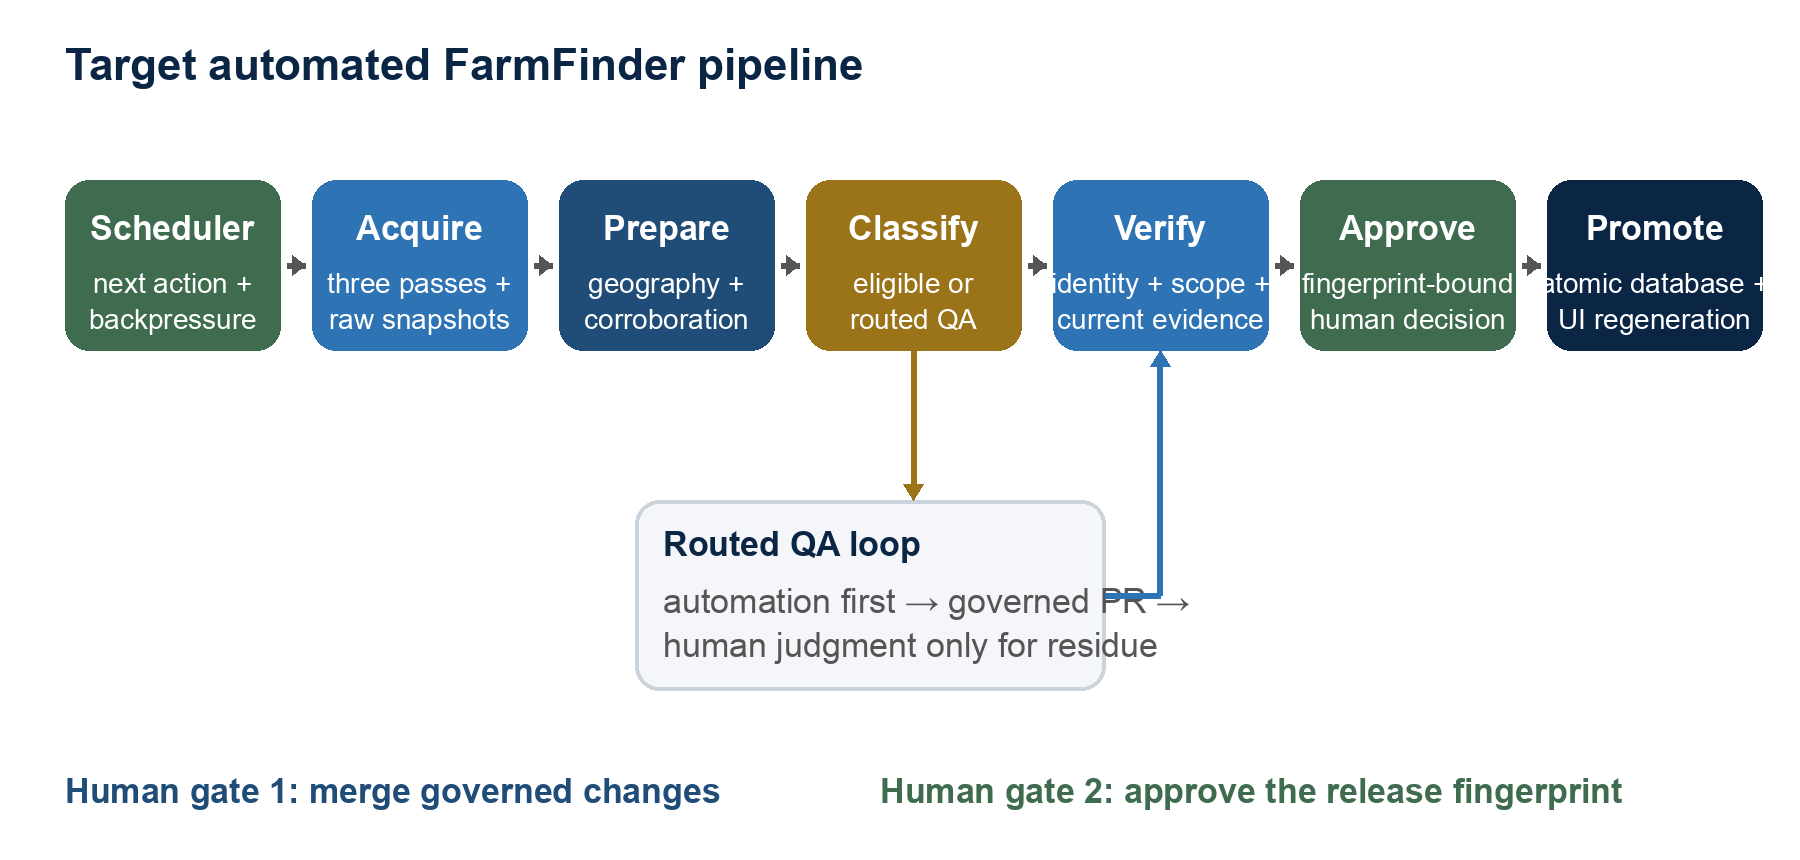 Target automated FarmFinder pipeline
Scheduler
next action +
backpressure
Acquire
three passes +
raw snapshots
Prepare
geography +
corroboration
Classify
eligible or
routed QA
Verify
identity + scope +
current evidence
Approve
fingerprint-bound
human decision
Promote
atomic database +
UI regeneration
Routed QA loop
automation first → governed PR →
human judgment only for residue
Human gate 1: merge governed changes
Human gate 2: approve the release fingerprint